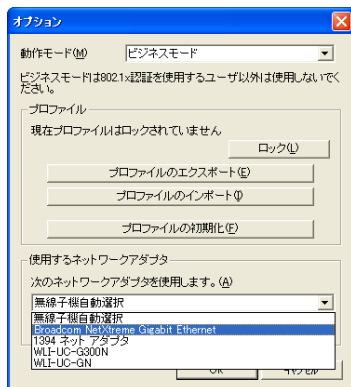 オプション
動作モード(M)
ビジネスモード
ビジネスモードは802.1x認証を使用するユーザ以外は使用しないでく
ださい。
プロファイル
現在プロファイルはロックされていません
ロック(L)
プロファイルのエクスポート(E)
プロファイルのインポート(I)
プロファイルの初期化(F)
使用するネットワークアダプタ
次のネットワークアダプタを使用します。(A)
無線子機自動選択
無線子機自動選択
Broadcom NetXtreme Gigabit Ethernet
1394 ネット アダプタ
WLI-UC-G300N
WLI-UC-GN
OK
キャンセル